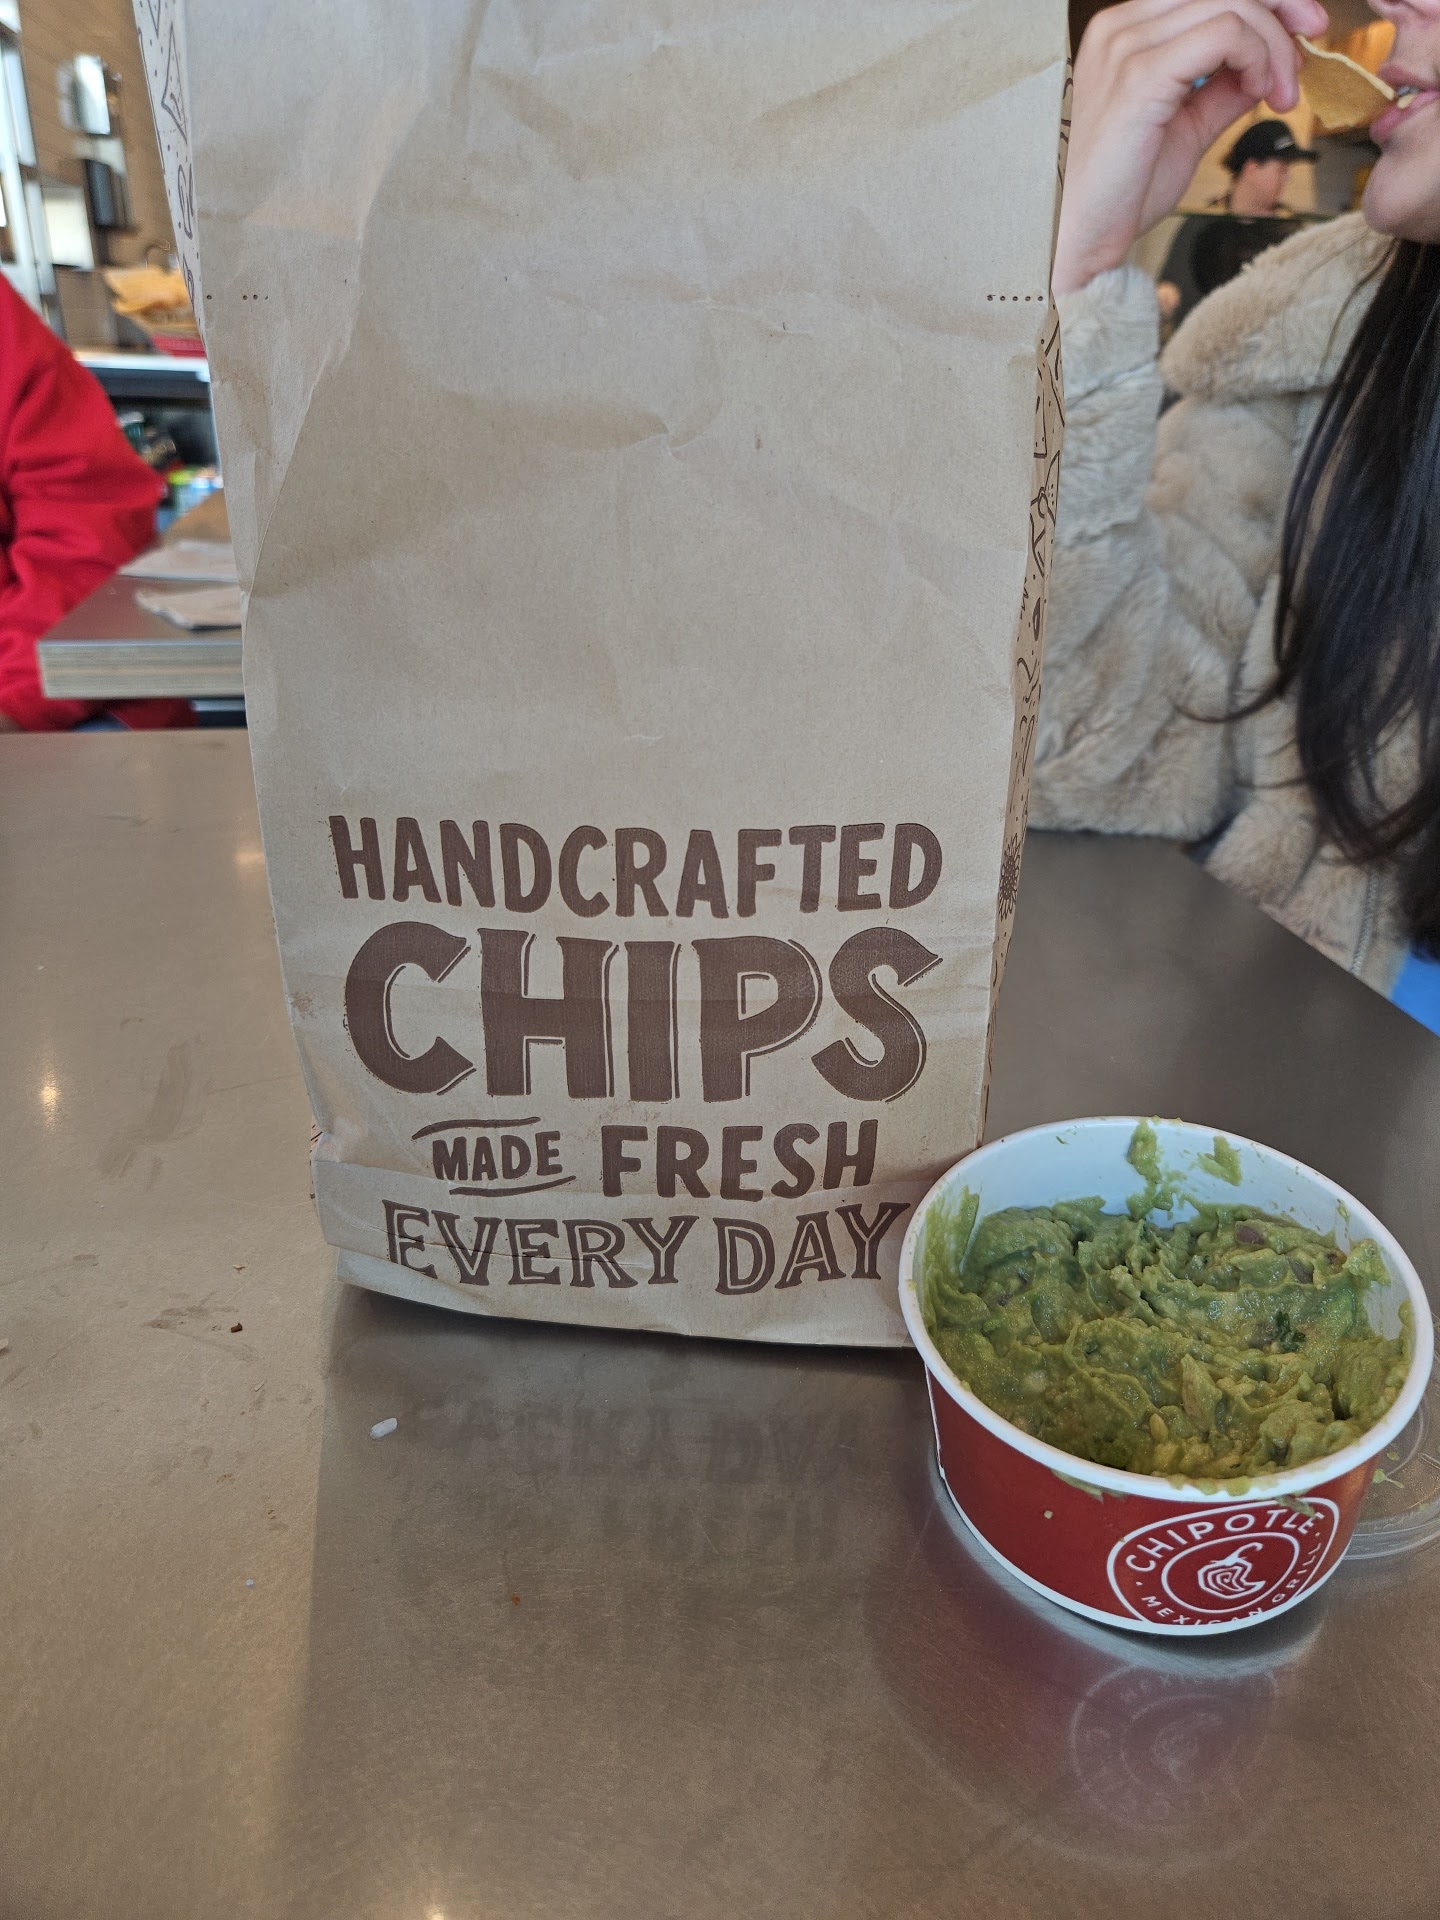 HANDCRAFTED
CHIPS
MADE FRESH
EVERY DAY
CHIPOTLE
MEXICAN GRILL